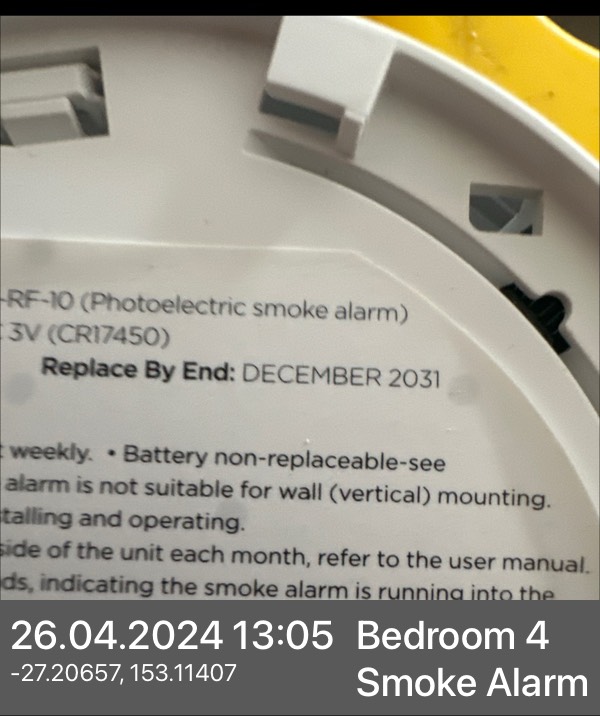 -RF-10 (Photoelectric smoke alarm)
: 3V (CR17450)
Replace By End: DECEMBER 2031
weekly. • Battery non-replaceable-see
alarm is not suitable for wall (vertical) mounting.
talling and operating.
side of the unit each month, refer to the user manual.
ds, indicating the smoke alarm is running into the
26.04.2024 13:05
-27.20657, 153.11407
Bedroom 4
Smoke Alarm